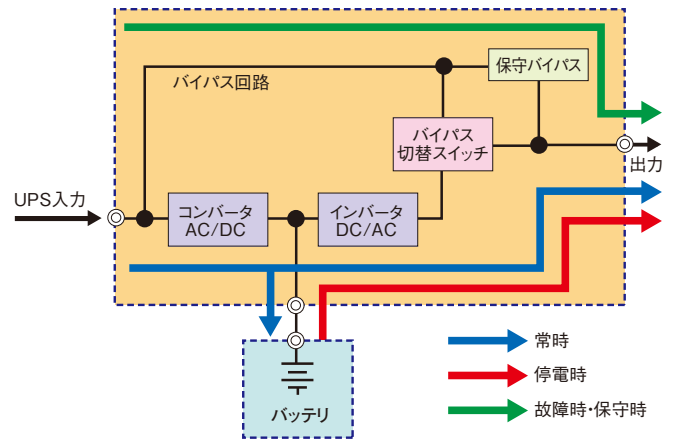 バイパス回路
保守バイパス
バイパス
切替スイッチ
出力
UPS入力
コンバータ
AC/DC
インバータ
DC/AC
バッテリ
常時
停電時
故障時・保守時